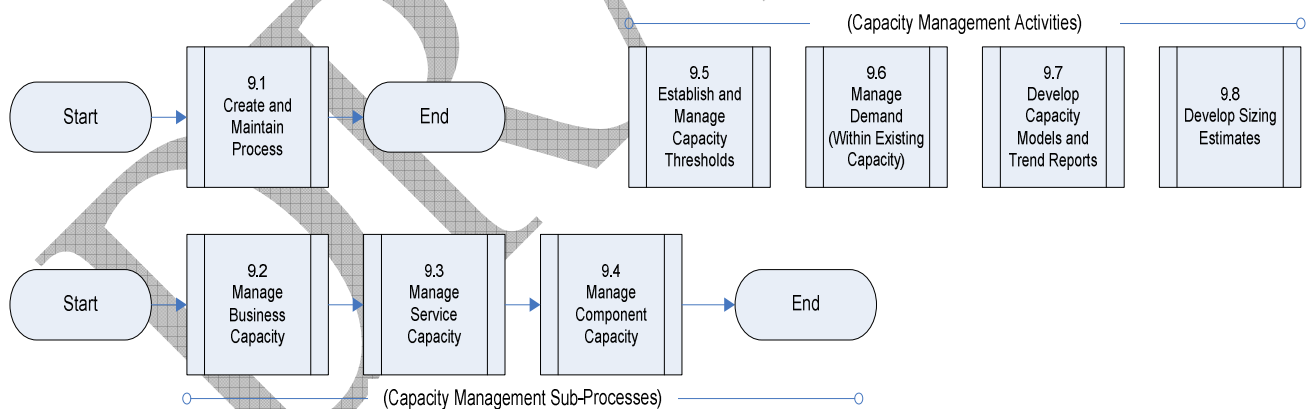 (Capacity Management Activities)
Start
9.1
Create and
Maintain
Process
End
9.5
Establish and
Manage
Capacity
Thresholds
9.6
Manage
Demand
(Within Existing
Capacity)
9.7
Develop
Capacity
Models and
Trend Reports
9.8
Develop Sizing
Estimates
Start
9.2
Manage
Business
Capacity
9.3
Manage
Service
Capacity
9.4
Manage
Component
Capacity
End
(Capacity Management Sub-Processes)